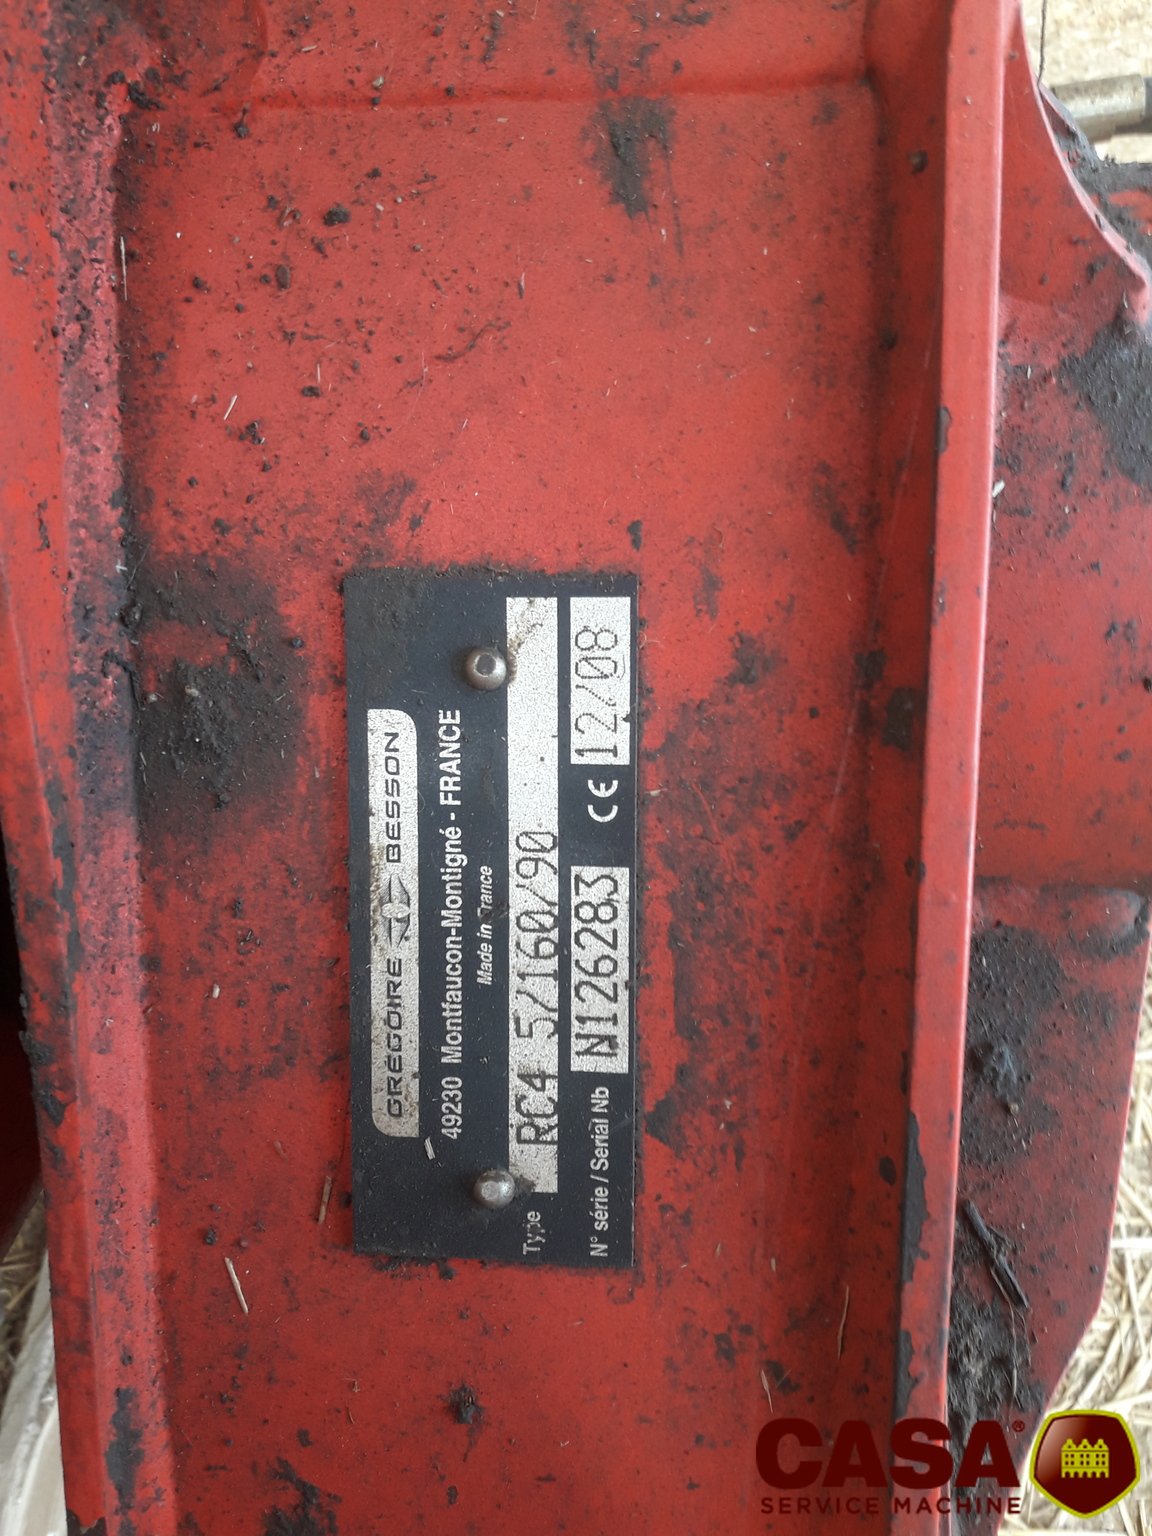 GRÉGOIRE BESSON
49230 Montfaucon-Montigné - FRANCE
Made in France
Type RC4 5/160/90
N° série / Serial Nb N126283 CE 12/08
CASA®
SERVICE MACHINE